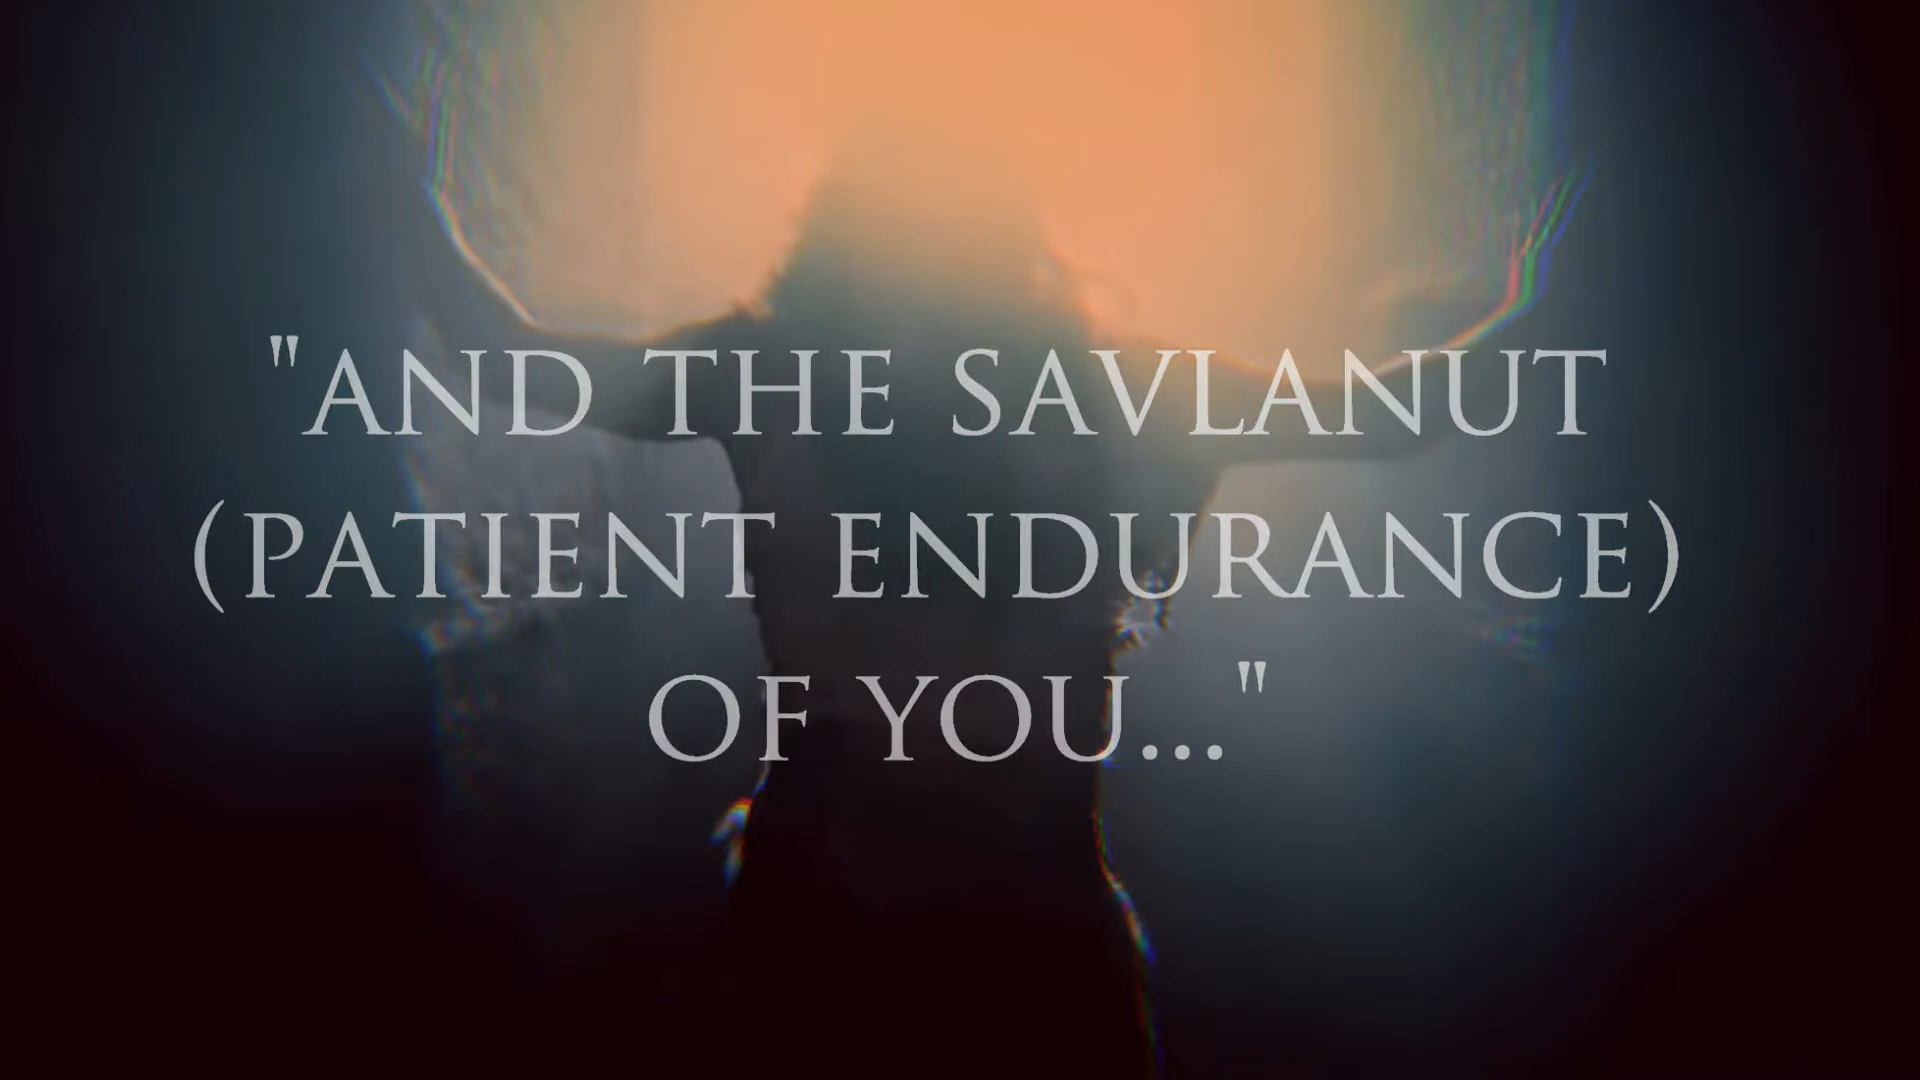 "AND THE SAVLANUT
(PATIENT ENDURANCE)
OF YOU..."